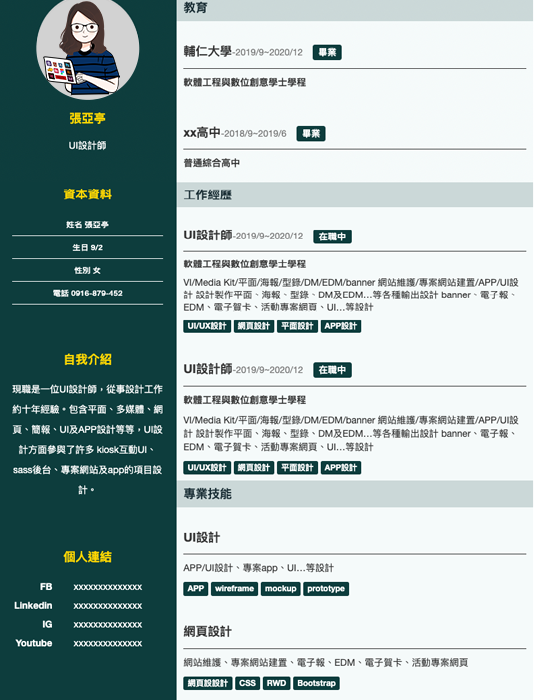 張亞亭
UI設計師
資本資料
姓名 張亞亭
生日 9/2
性別 女
電話 0916-879-452
自我介紹
現職是一位UI設計師，從事設計工作
約十年經驗。包含平面、多媒體、網
頁、簡報、UI及APP設計等等，UI設
計方面參與了許多 kiosk互動UI、
sass後台、專案網站及app的項目設
計。
個人連結
FB xxxxxxxxxxxxxx
Linkedin xxxxxxxxxxxxxx
IG xxxxxxxxxxxxxx
Youtube xxxxxxxxxxxxxx
教育
輔仁大學-2019/9~2020/12 畢業
軟體工程與數位創意學士學程
xx高中-2018/9~2019/6 畢業
普通綜合高中
工作經歷
UI設計師-2019/9~2020/12 在職中
軟體工程與數位創意學士學程
VI/Media Kit/平面/海報/型錄/DM/EDM/banner 網站維護/專案網站建置/APP/UI設
計 設計製作平面、海報、型錄、DM及EDM…等各種輸出設計 banner、電子報、
EDM、電子賀卡、活動專案網頁、UI…等設計
UI/UX設計 網頁設計 平面設計 APP設計
UI設計師-2019/9~2020/12 在職中
軟體工程與數位創意學士學程
VI/Media Kit/平面/海報/型錄/DM/EDM/banner 網站維護/專案網站建置/APP/UI設
計 設計製作平面、海報、型錄、DM及EDM…等各種輸出設計 banner、電子報、
EDM、電子賀卡、活動專案網頁、UI…等設計
UI/UX設計 網頁設計 平面設計 APP設計
專業技能
UI設計
APP/UI設計、專案app、UI…等設計
APP wireframe mockup prototype
網頁設計
網站維護、專案網站建置、電子報、EDM、電子賀卡、活動專案網頁
網頁設設計 CSS RWD Bootstrap